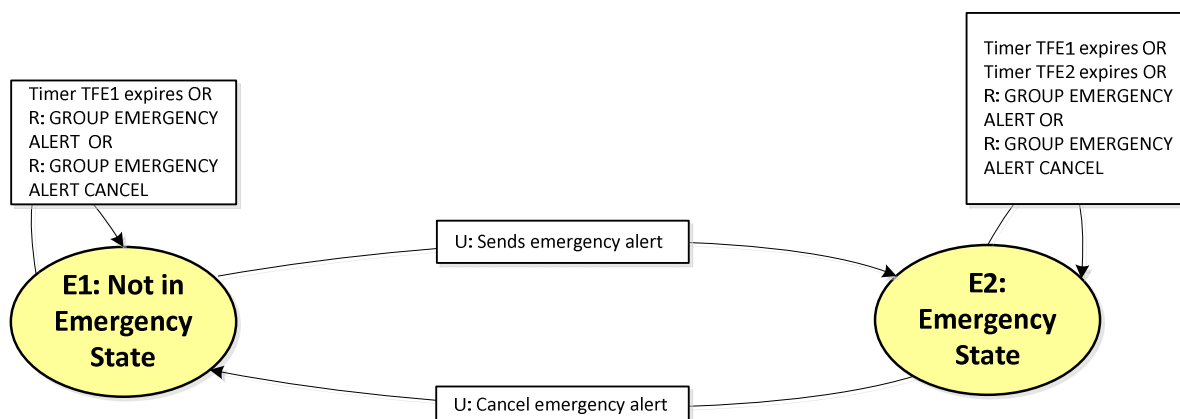 Timer TFE1 expires OR
R: GROUP EMERGENCY
ALERT OR
R: GROUP EMERGENCY
ALERT CANCEL
Timer TFE1 expires OR
Timer TFE2 expires OR
R: GROUP EMERGENCY
ALERT OR
R: GROUP EMERGENCY
ALERT CANCEL
U: Sends emergency alert
E1: Not in
Emergency
State
E2:
Emergency
State
U: Cancel emergency alert